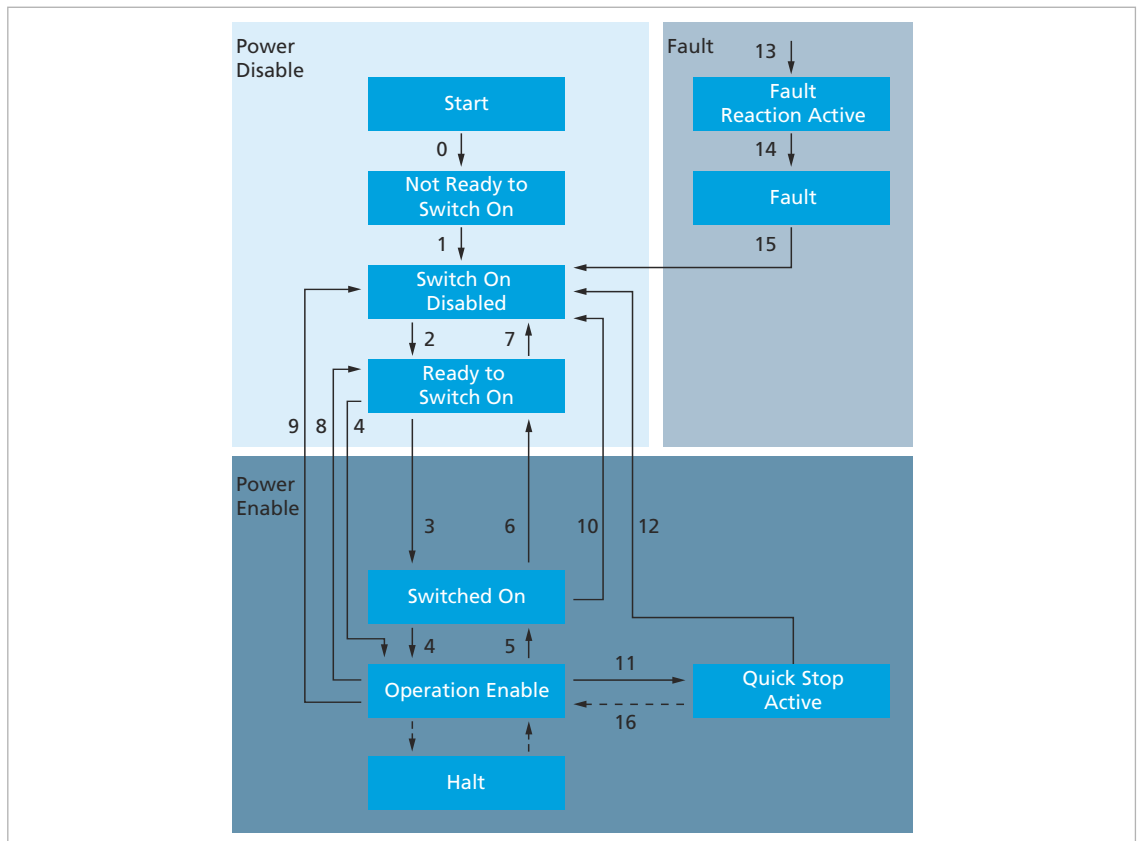 Power
Disable
Start
0
Not Ready to
Switch On
1
Switch On
Disabled
2
7
Ready to
Switch On
9
8
4
Fault
13
Fault
Reaction Active
14
Fault
15
Power
Enable
3
6
10
12
Switched On
4
5
11
Operation Enable
Quick Stop
Active
16
Halt